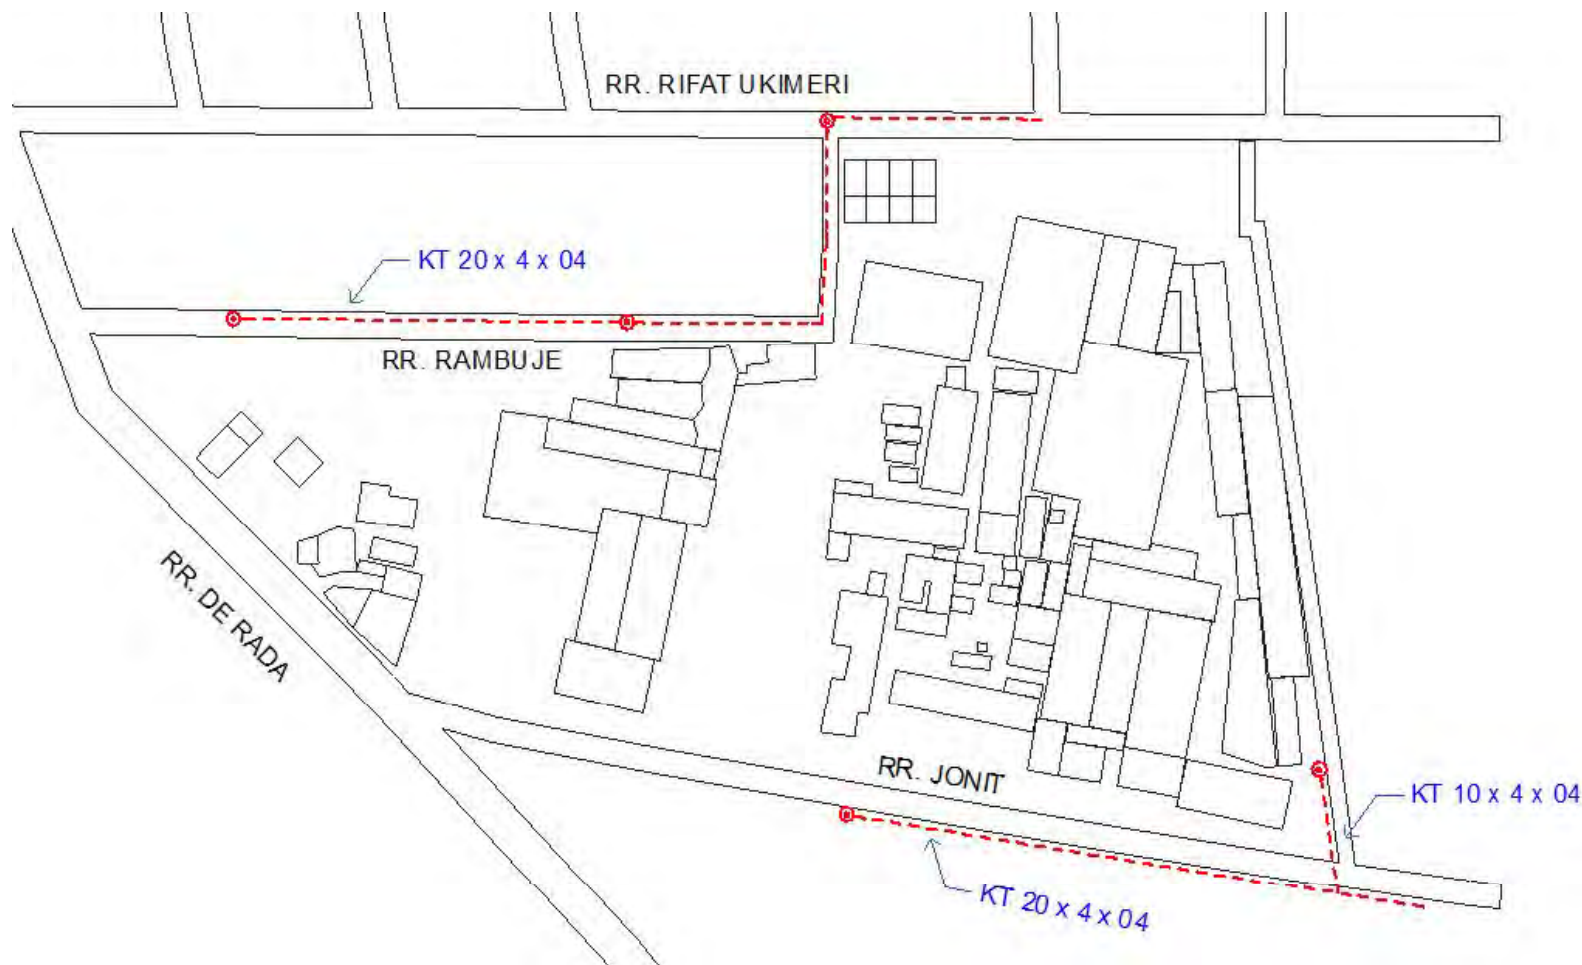 RR. RIFAT UKIMERI
KT 20 x 4 x 04
RR. RAMBUJE
RR. DE RADA
RR. JONIT
KT 10 x 4 x 04
KT 20 x 4 x 04